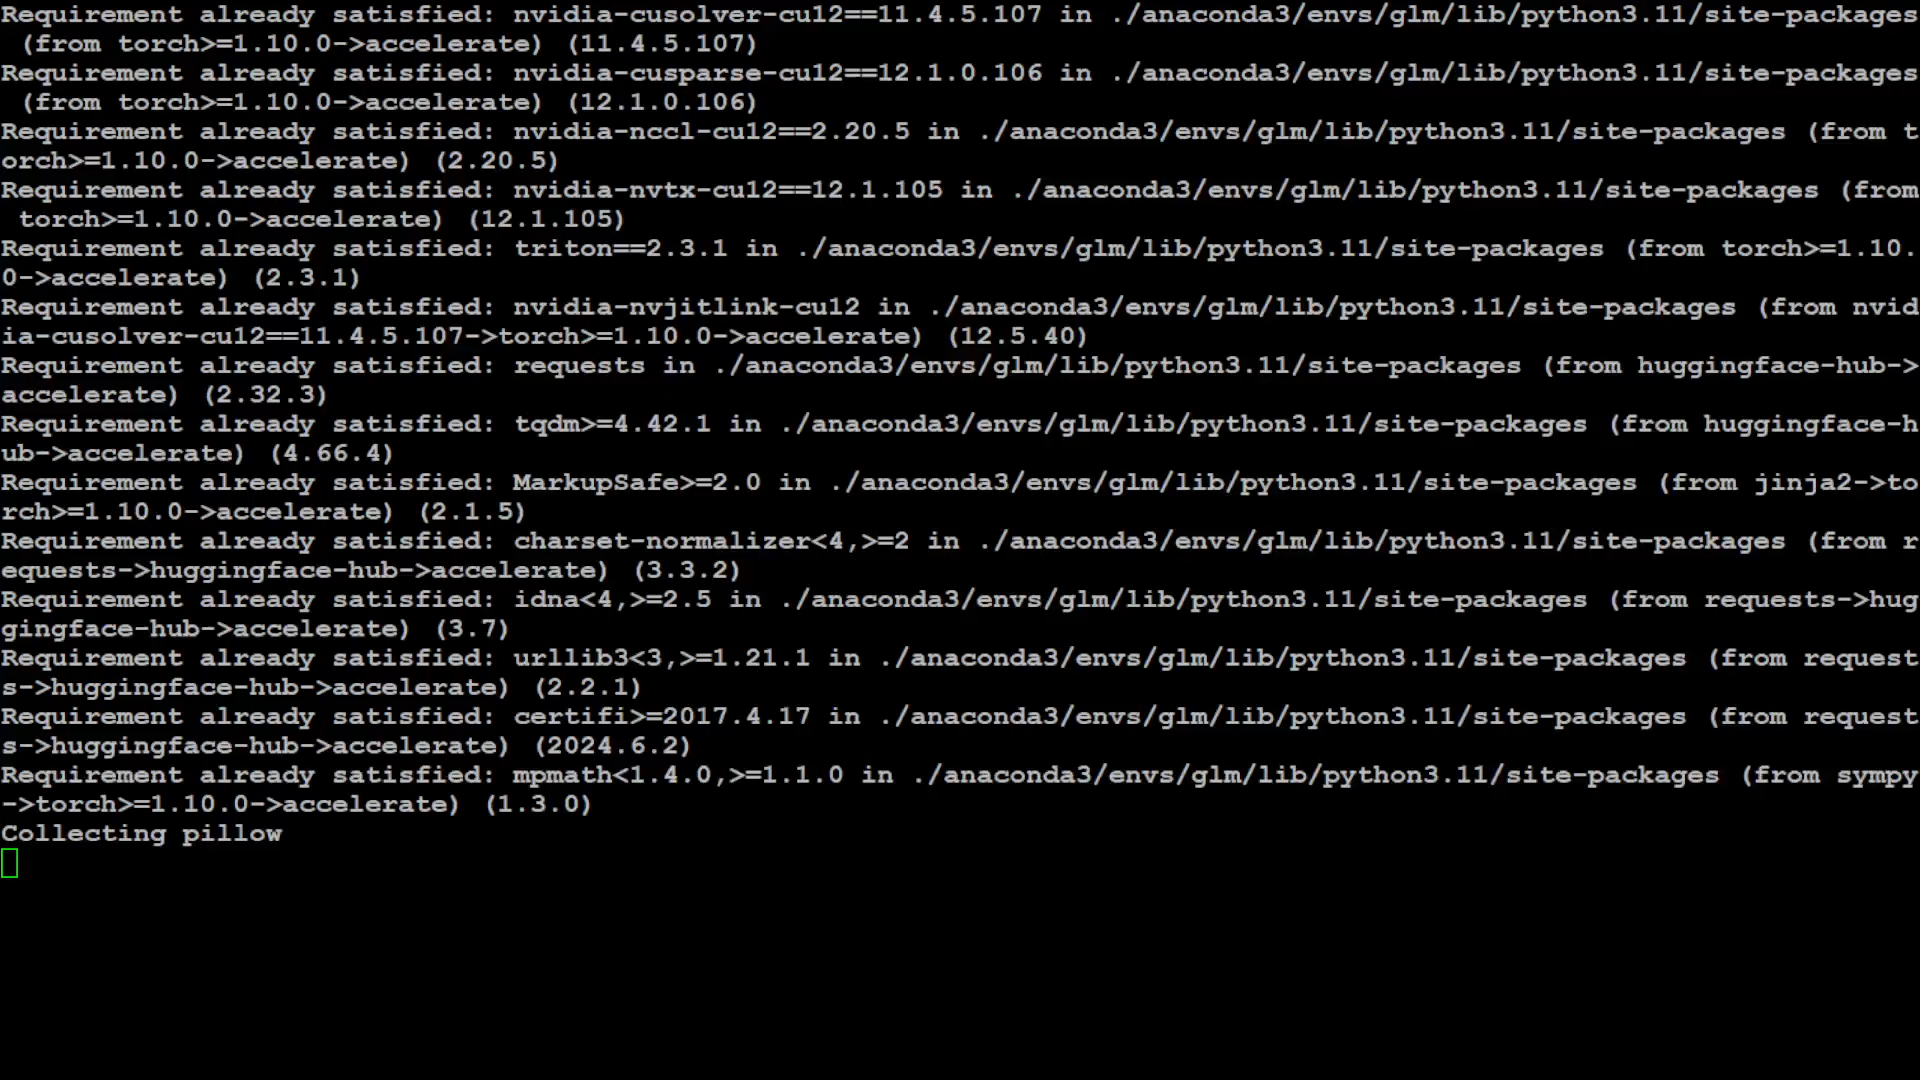 Requirement already satisfied: nvidia-cusolver-cu12==11.4.5.107 in ./anaconda3/envs/glm/lib/python3.11/site-packages
 (from torch>=1.10.0->accelerate) (11.4.5.107)
Requirement already satisfied: nvidia-cusparse-cu12==12.1.0.106 in ./anaconda3/envs/glm/lib/python3.11/site-packages
 (from torch>=1.10.0->accelerate) (12.1.0.106)
Requirement already satisfied: nvidia-nccl-cu12==2.20.5 in ./anaconda3/envs/glm/lib/python3.11/site-packages (from t
orch>=1.10.0->accelerate) (2.20.5)
Requirement already satisfied: nvidia-nvtx-cu12==12.1.105 in ./anaconda3/envs/glm/lib/python3.11/site-packages (from
 torch>=1.10.0->accelerate) (12.1.105)
Requirement already satisfied: triton==2.3.1 in ./anaconda3/envs/glm/lib/python3.11/site-packages (from torch>=1.10.
0->accelerate) (2.3.1)
Requirement already satisfied: nvidia-nvjitlink-cu12 in ./anaconda3/envs/glm/lib/python3.11/site-packages (from nvid
ia-cusolver-cu12==11.4.5.107->torch>=1.10.0->accelerate) (12.5.40)
Requirement already satisfied: requests in ./anaconda3/envs/glm/lib/python3.11/site-packages (from huggingface-hub->
accelerate) (2.32.3)
Requirement already satisfied: tqdm>=4.42.1 in ./anaconda3/envs/glm/lib/python3.11/site-packages (from huggingface-h
ub->accelerate) (4.66.4)
Requirement already satisfied: MarkupSafe>=2.0 in ./anaconda3/envs/glm/lib/python3.11/site-packages (from jinja2->to
rch>=1.10.0->accelerate) (2.1.5)
Requirement already satisfied: charset-normalizer<4,>=2 in ./anaconda3/envs/glm/lib/python3.11/site-packages (from r
equests->huggingface-hub->accelerate) (3.3.2)
Requirement already satisfied: idna<4,>=2.5 in ./anaconda3/envs/glm/lib/python3.11/site-packages (from requests->hug
gingface-hub->accelerate) (3.7)
Requirement already satisfied: urllib3<3,>=1.21.1 in ./anaconda3/envs/glm/lib/python3.11/site-packages (from request
s->huggingface-hub->accelerate) (2.2.1)
Requirement already satisfied: certifi>=2017.4.17 in ./anaconda3/envs/glm/lib/python3.11/site-packages (from request
s->huggingface-hub->accelerate) (2024.6.2)
Requirement already satisfied: mpmath<1.4.0,>=1.1.0 in ./anaconda3/envs/glm/lib/python3.11/site-packages (from sympy
->torch>=1.10.0->accelerate) (1.3.0)
Collecting pillow